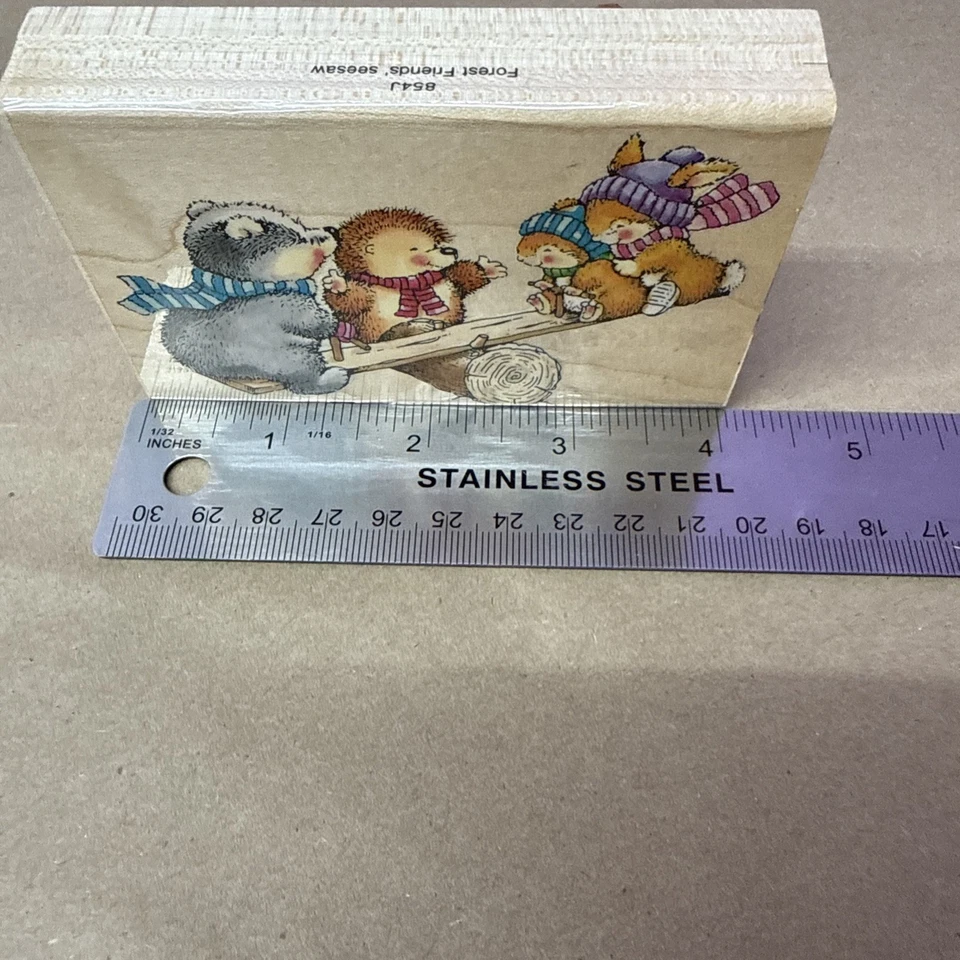 854J
Forest Friends' seesaw
1/32
INCHES
1 1/16 2 3 4 5
STAINLESS STEEL
30 29 28 27 26 25 24 23 22 21 20 19 18 17